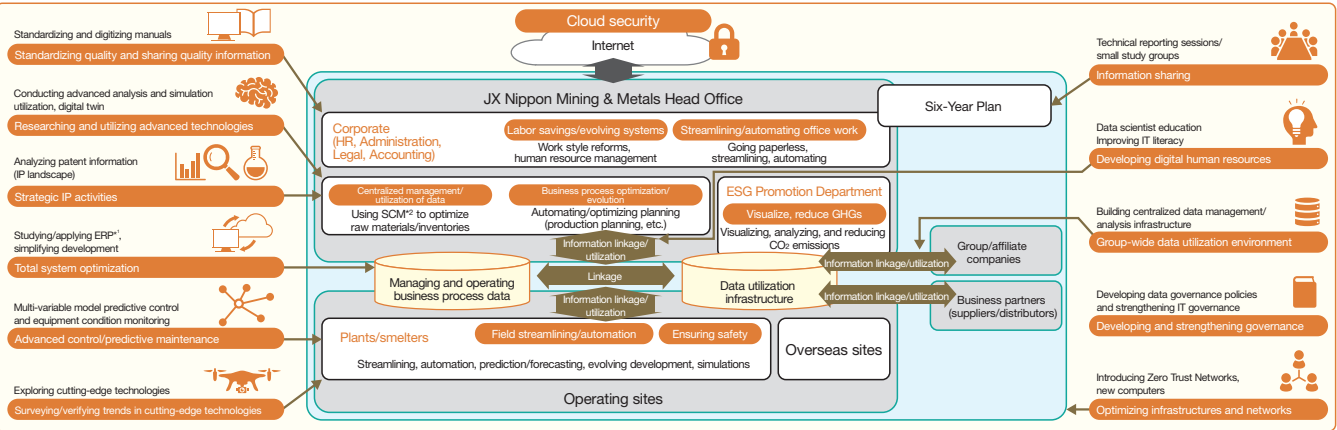 Standardizing and digitizing manuals
Standardizing quality and sharing quality information
Conducting advanced analysis and simulation
utilization, digital twin
Researching and utilizing advanced technologies
Analyzing patent information
(IP landscape)
Strategic IP activities
Studying/applying ERP*1,
simplifying development
Total system optimization
Multi-variable model predictive control
and equipment condition monitoring
Advanced control/predictive maintenance
Exploring cutting-edge technologies
Surveying/verifying trends in cutting-edge technologies
Cloud security
Internet
JX Nippon Mining & Metals Head Office
Six-Year Plan
Corporate
(HR, Administration,
Legal, Accounting)
Labor savings/evolving systems
Work style reforms,
human resource management
Streamlining/automating office work
Going paperless,
streamlining, automating
Centralized management/
utilization of data
Using SCM*2 to optimize
raw materials/inventories
Business process optimization/
evolution
Automating/optimizing planning
(production planning, etc.)
ESG Promotion Department
Visualize, reduce GHGs
Visualizing, analyzing, and reducing
CO2 emissions
Information linkage/
utilization
Managing and operating
business process data
Linkage
Data utilization
infrastructure
Information linkage/utilization
Group/affiliate
companies
Information linkage/utilization
Business partners
(suppliers/distributors)
Information linkage/
utilization
Plants/smelters
Field streamlining/automation
Ensuring safety
Streamlining, automation, prediction/forecasting, evolving development, simulations
Overseas sites
Operating sites
Technical reporting sessions/
small study groups
Information sharing
Data scientist education
Improving IT literacy
Developing digital human resources
Building centralized data management/
analysis infrastructure
Group-wide data utilization environment
Developing data governance policies
and strengthening IT governance
Developing and strengthening governance
Introducing Zero Trust Networks,
new computers
Optimizing infrastructures and networks